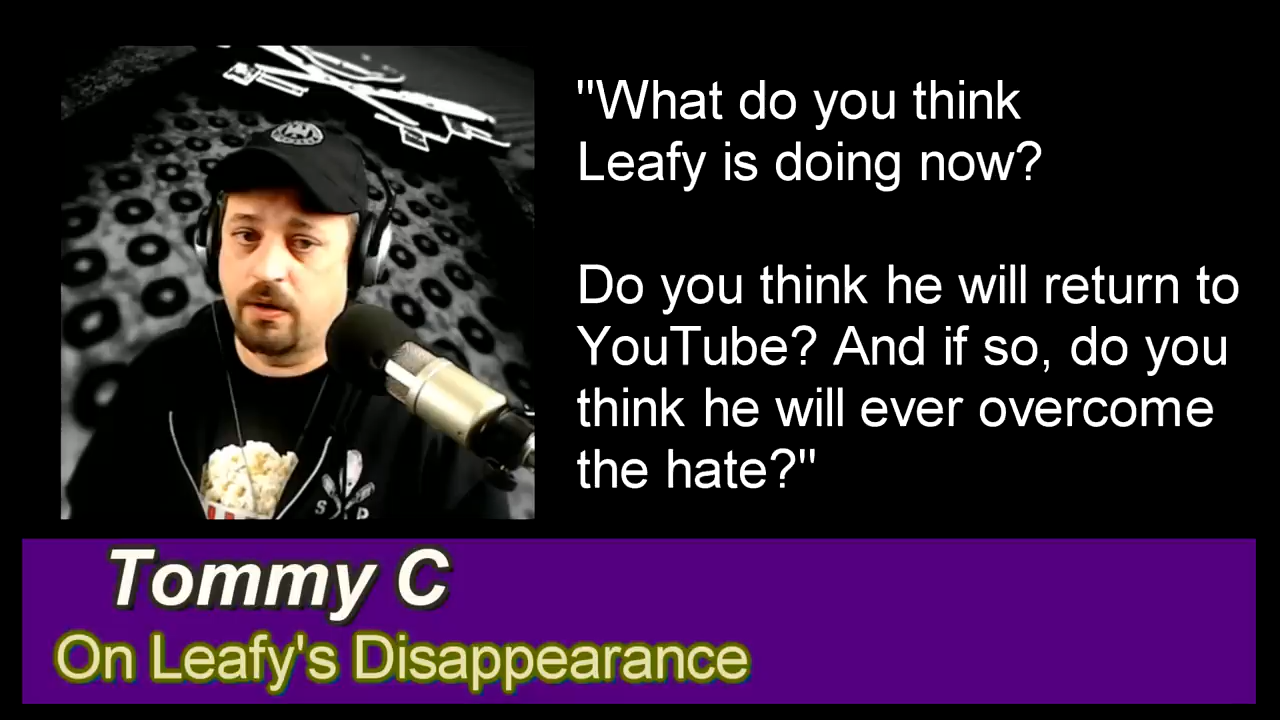 "What do you think
Leafy is doing now?
Do you think he will return to
YouTube? And if so, do you
think he will ever overcome
the hate?"
S P
Tommy C
On Leafy's Disappearance